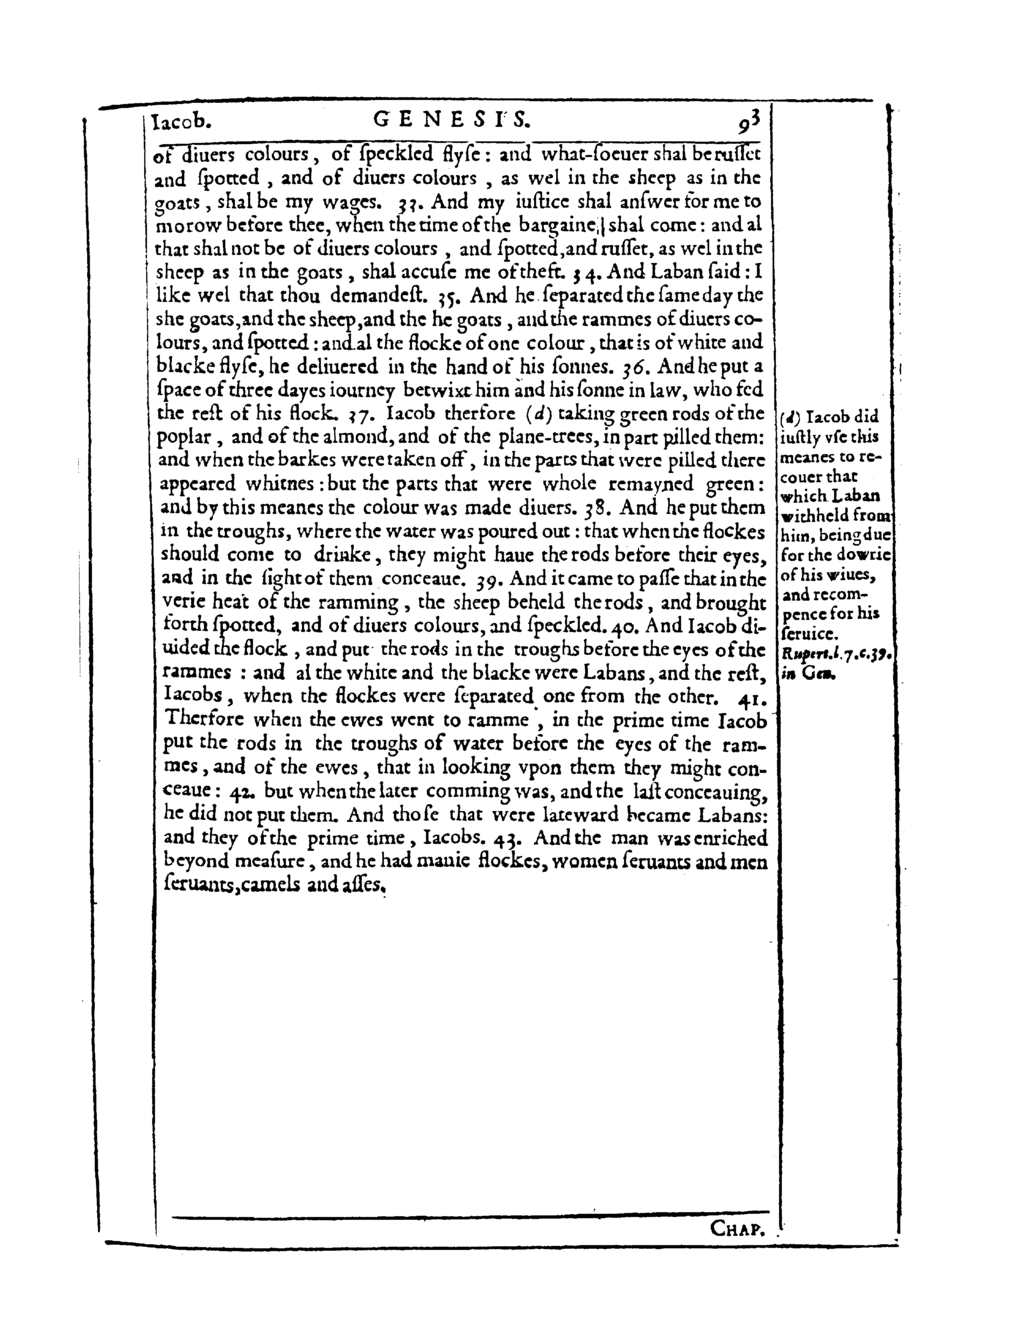 Iacob. GENESIS. 93
of diuers colours, of ſpeckled flyſe: and what-ſoeuer shal be ruſſet
and ſpotted, and of diuers colours, as wel in the sheep as in the
goats, shal be my wages. 33. And my iuſtice shal anſwer for me to
morow before thee, when the time of the bargaine, shal come: and al
that shal not be of diuers colours, and ſpotted, and ruſſet, as wel in the
sheep as in the goats, shal accuſe me of theft. 34. And Laban ſaid: I
like wel that thou demandeſt. 35. And he ſeparated the ſame day the
she goats, and the sheep, and the he goats, and the rammes of diuers co-
lours, and ſpotted: and al the flocke of one colour, that is of white and
blacke flyſe, he deliuered in the hand of his ſonnes. 36. And he put a
ſpace of three dayes iourney betwixt him and his ſonne in law, who fed
the reſt of his flock. 37. Iacob therfore (d) taking green rods of the
poplar, and of the almond, and of the plane-trees, in part pilled them:
and when the barkes were taken off, in the parts that were pilled there
appeared whitnes: but the parts that were whole remayned green:
and by this meanes the colour was made diuers. 38. And he put them
in the troughs, where the water was poured out: that when the flockes
should come to drinke, they might haue the rods before their eyes,
and in the ſight of them conceaue. 39. And it came to paſſe that in the
verie heat of the ramming, the sheep beheld the rods, and brought
forth ſpotted, and of diuers colours, and ſpeckled. 40. And Iacob di-
uided the flock, and put the rods in the troughs before the eyes of the
rammes: and al the white and the blacke were Labans, and the reſt,
Iacobs, when the flockes were ſeparated one from the other. 41.
Therfore when the ewes went to ramme, in the prime time Iacob
put the rods in the troughs of water before the eyes of the ram-
mes, and of the ewes, that in looking vpon them they might con-
ceaue: 42. but when the later comming was, and the laſt conceauing,
he did not put them. And thoſe that were lateward became Labans:
and they of the prime time, Iacobs. 43. And the man was enriched
beyond meaſure, and he had manie flockes, women ſeruants and men
ſeruants, camels and aſſes.
(d) Iacob did
iuſtly vſe this
meanes to re-
couer that
which Laban
withheld from
him, being due
for the dowrie
of his wiues,
and recom-
pence for his
ſeruice.
Rupert. l. 7. c. 39.
in Gen.
CHAP.